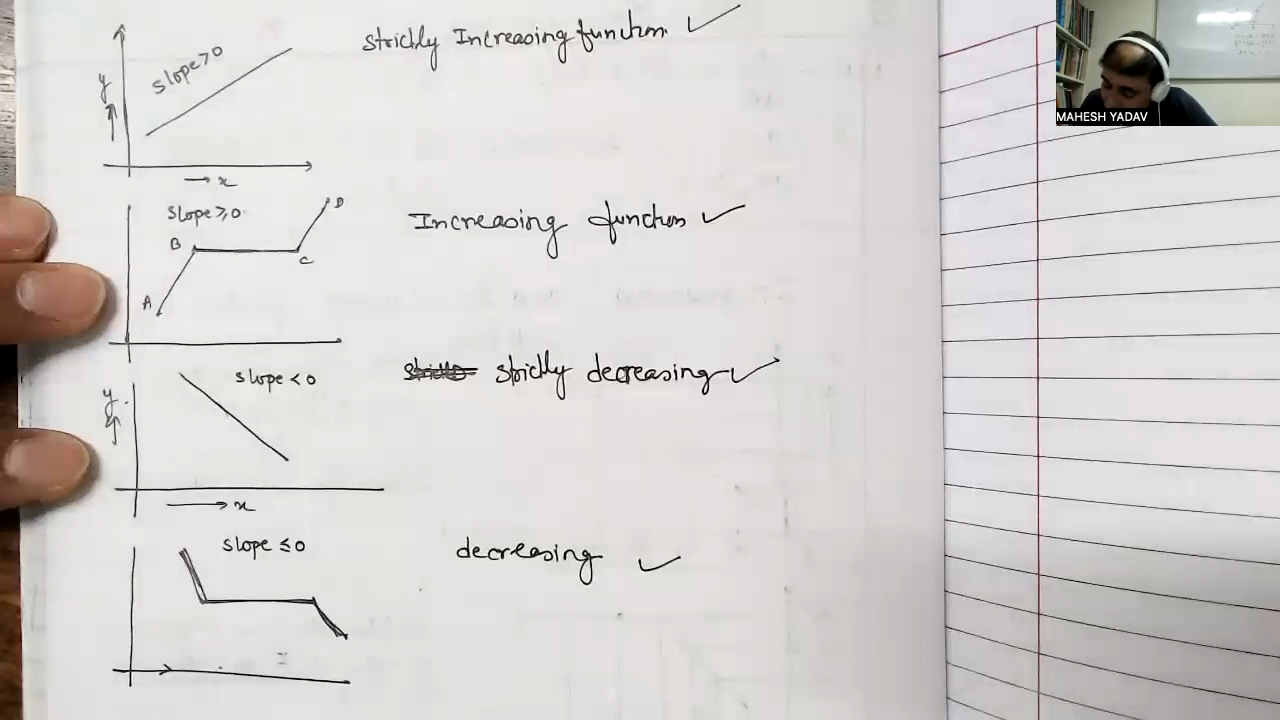 slope>0
strictly Increasing function ✓
y
→ x
MAHESH YADAV
slope ≥ 0
Increasing function ✓
A
B
C
D
slope < 0
strictly decreasing ✓
y
→ x
slope ≤ 0
decreasing ✓